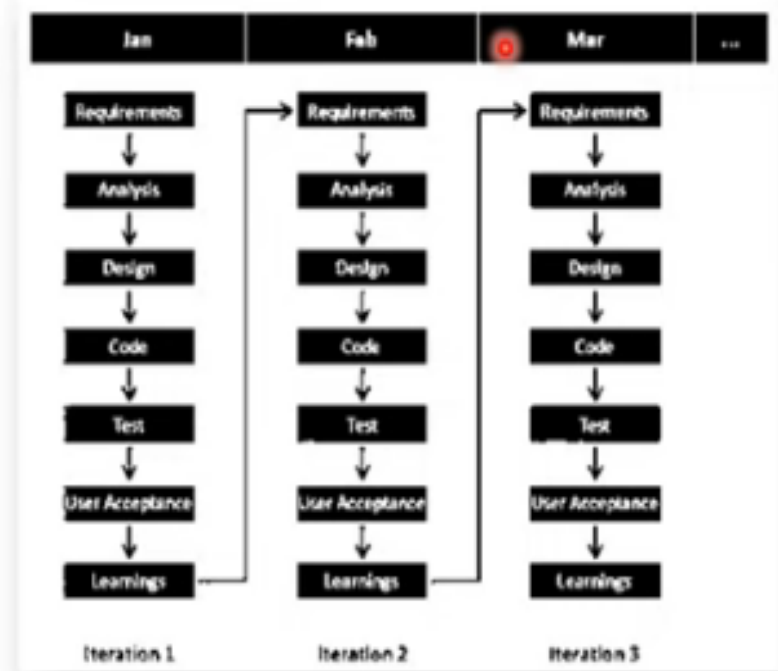 Jan Feb Mar ...
Requirements Requirements Requirements
Analysis Analysis Analysis
Design Design Design
Code Code Code
Test Test Test
User Acceptance User Acceptance User Acceptance
Learnings Learnings Learnings
Iteration 1 Iteration 2 Iteration 3